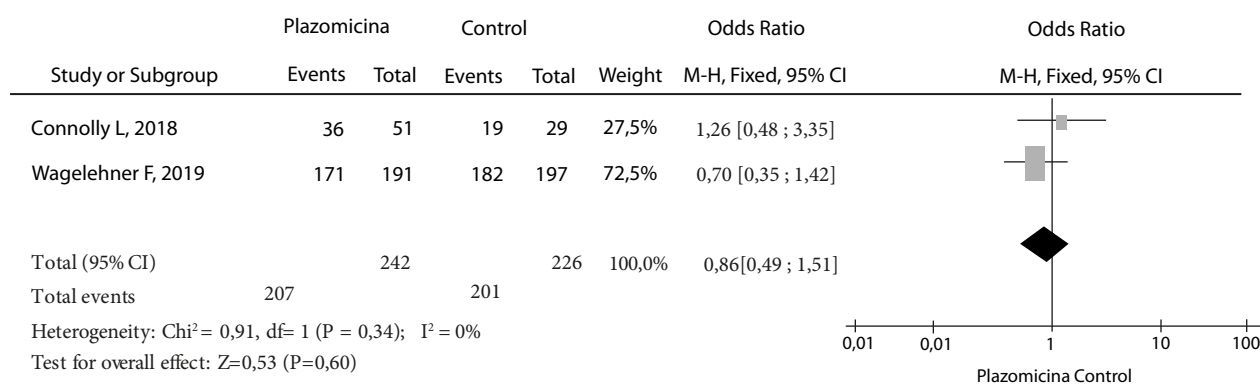 Plazomicina Control Odds Ratio Odds Ratio
Study or Subgroup Events Total Events Total Weight M-H, Fixed, 95% CI M-H, Fixed, 95% CI
Connolly L, 2018 36 51 19 29 27,5% 1,26 [0,48 ; 3,35]
Wagelehner F, 2019 171 191 182 197 72,5% 0,70 [0,35 ; 1,42]
Total (95% CI) 242 226 100,0% 0,86[0,49 ; 1,51]
Total events 207 201
Heterogeneity: Chi² = 0,91, df= 1 (P = 0,34); I² = 0%
Test for overall effect: Z=0,53 (P=0,60)
0,01 0,01 1 10 100
Plazomicina Control